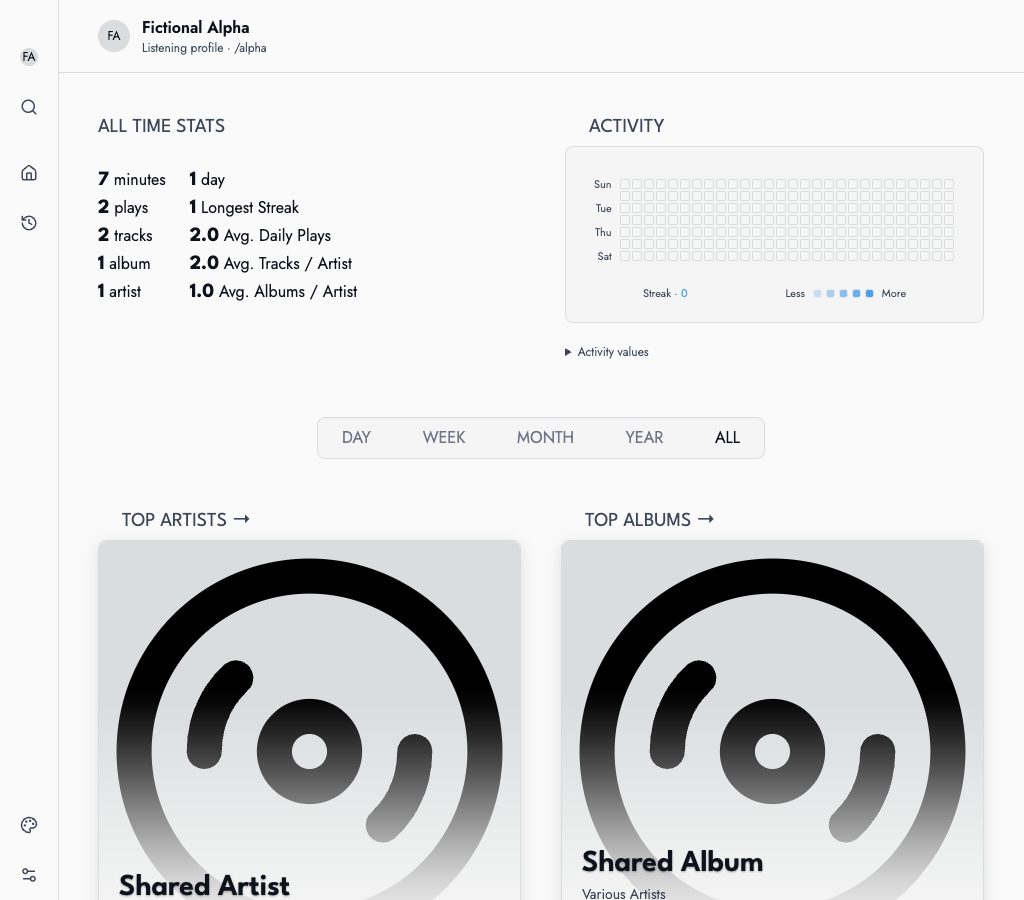 FA
FA
Fictional Alpha
Listening profile · /alpha
ALL TIME STATS
7 minutes
2 plays
2 tracks
1 album
1 artist
1 day
1 Longest Streak
2.0 Avg. Daily Plays
2.0 Avg. Tracks / Artist
1.0 Avg. Albums / Artist
ACTIVITY
Sun
Tue
Thu
Sat
Streak · 0
Less
More
▶ Activity values
DAY WEEK MONTH YEAR ALL
TOP ARTISTS →
Shared Artist
TOP ALBUMS →
Shared Album
Various Artists